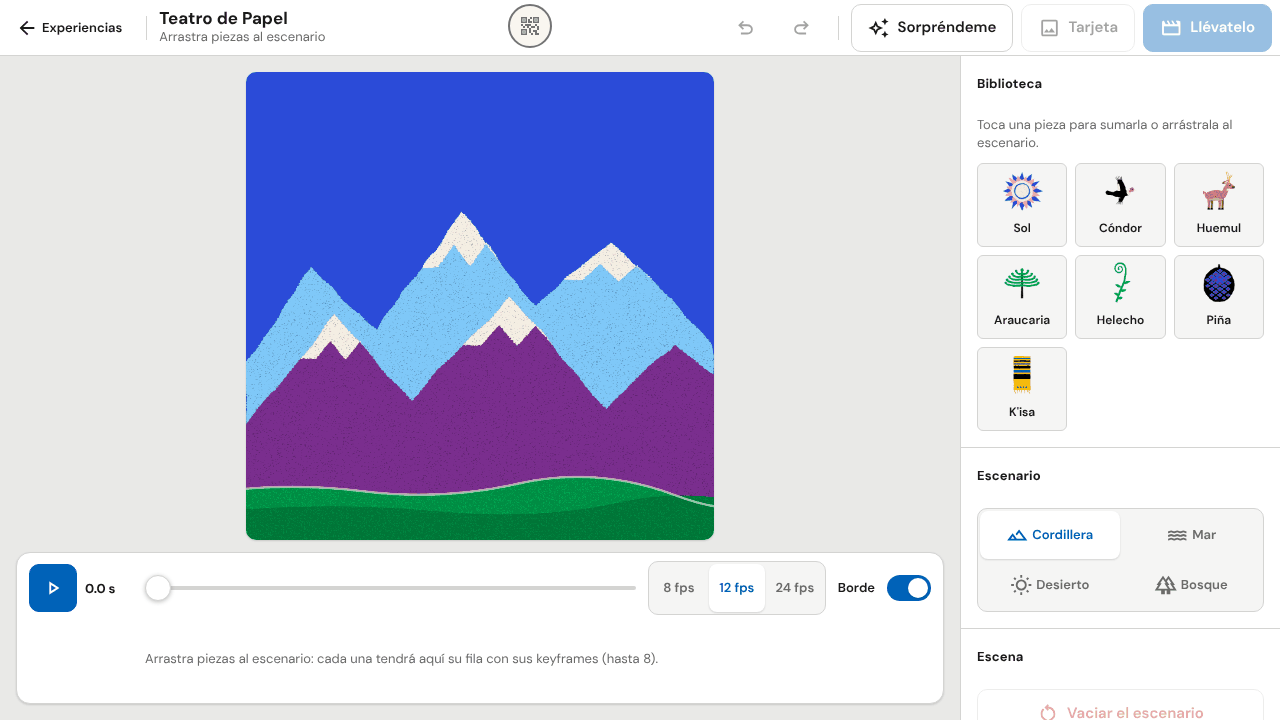 Experiencias
Teatro de Papel
Arrastra piezas al escenario
Sorpréndeme
Tarjeta
Llévatelo
Biblioteca
Toca una pieza para sumarla o arrástrala al
escenario.
Sol
Cóndor
Huemul
Araucaria
Helecho
Piña
K'isa
Escenario
Cordillera
Mar
Desierto
Bosque
Escena
Vaciar el escenario
0.0 s
8 fps
12 fps
24 fps
Borde
Arrastra piezas al escenario: cada una tendrá aquí su fila con sus keyframes (hasta 8).